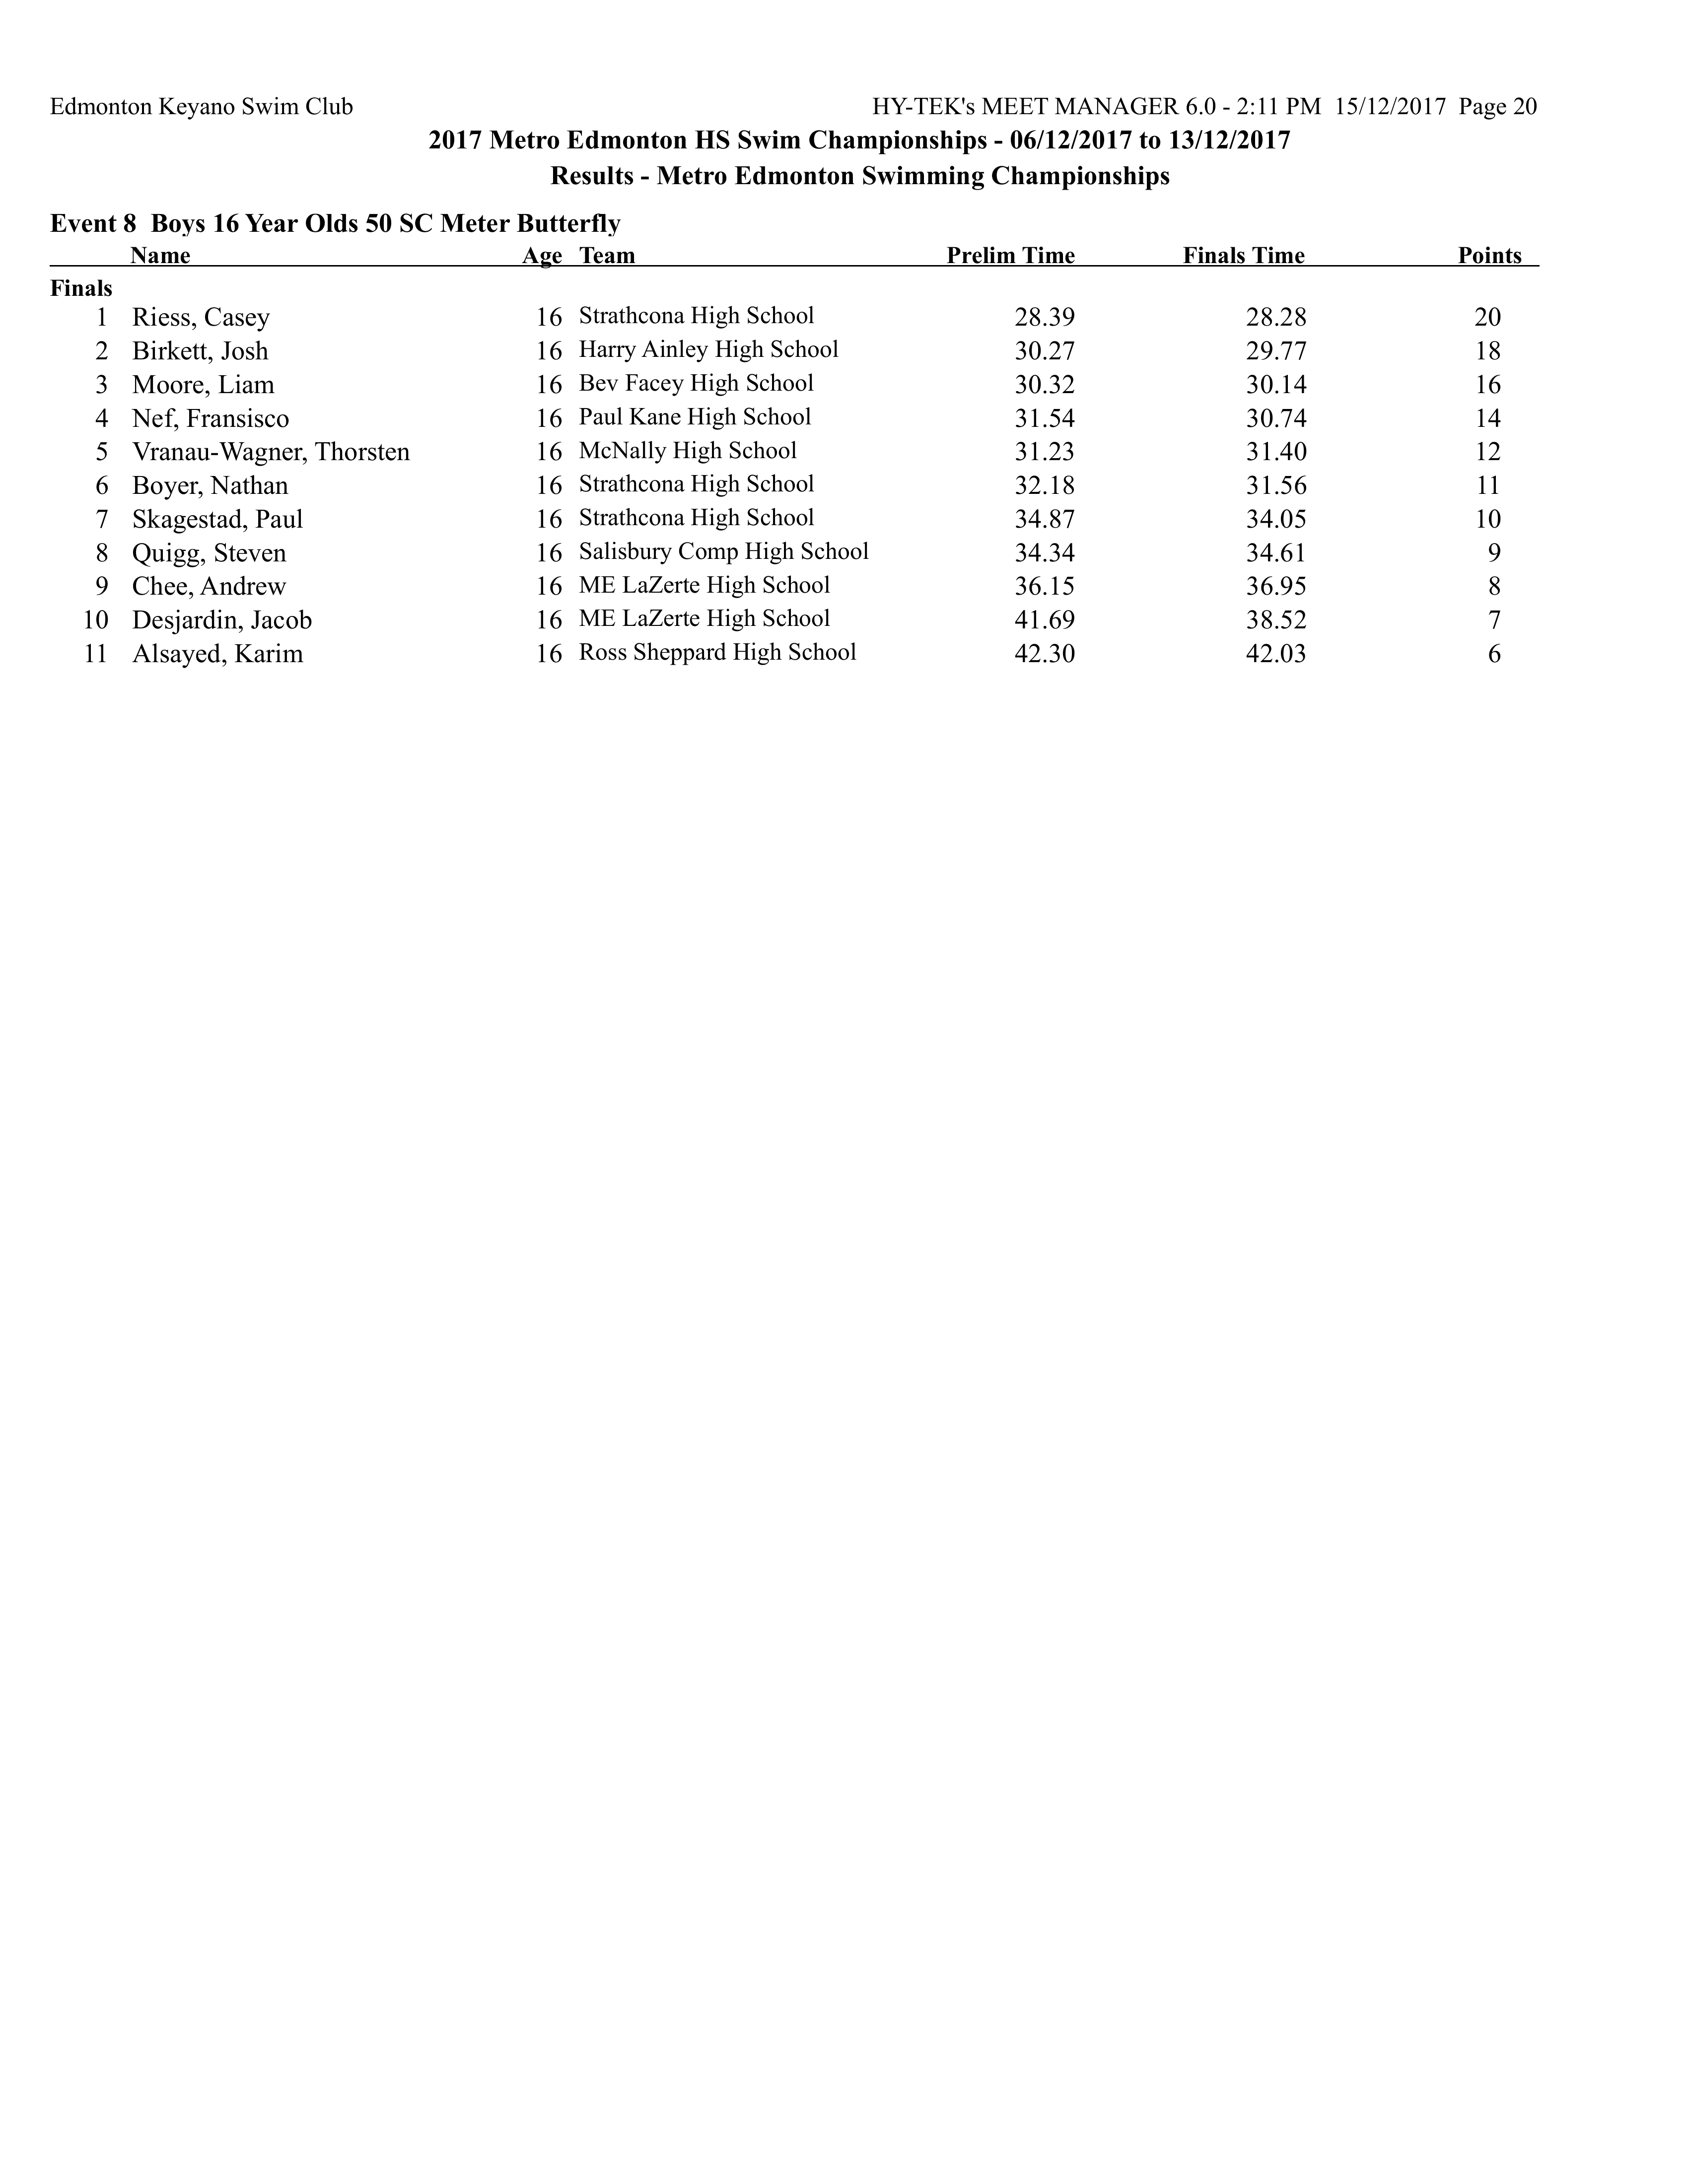 Edmonton Keyano Swim Club HY-TEK's MEET MANAGER 6.0 - 2:11 PM 15/12/2017 Page 20
2017 Metro Edmonton HS Swim Championships - 06/12/2017 to 13/12/2017
Results - Metro Edmonton Swimming Championships
Event 8 Boys 16 Year Olds 50 SC Meter Butterfly
Name Age Team Prelim Time Finals Time Points
Finals
1 Riess, Casey 16 Strathcona High School 28.39 28.28 20
2 Birkett, Josh 16 Harry Ainley High School 30.27 29.77 18
3 Moore, Liam 16 Bev Facey High School 30.32 30.14 16
4 Nef, Fransisco 16 Paul Kane High School 31.54 30.74 14
5 Vranau-Wagner, Thorsten 16 McNally High School 31.23 31.40 12
6 Boyer, Nathan 16 Strathcona High School 32.18 31.56 11
7 Skagestad, Paul 16 Strathcona High School 34.87 34.05 10
8 Quigg, Steven 16 Salisbury Comp High School 34.34 34.61 9
9 Chee, Andrew 16 ME LaZerte High School 36.15 36.95 8
10 Desjardin, Jacob 16 ME LaZerte High School 41.69 38.52 7
11 Alsayed, Karim 16 Ross Sheppard High School 42.30 42.03 6